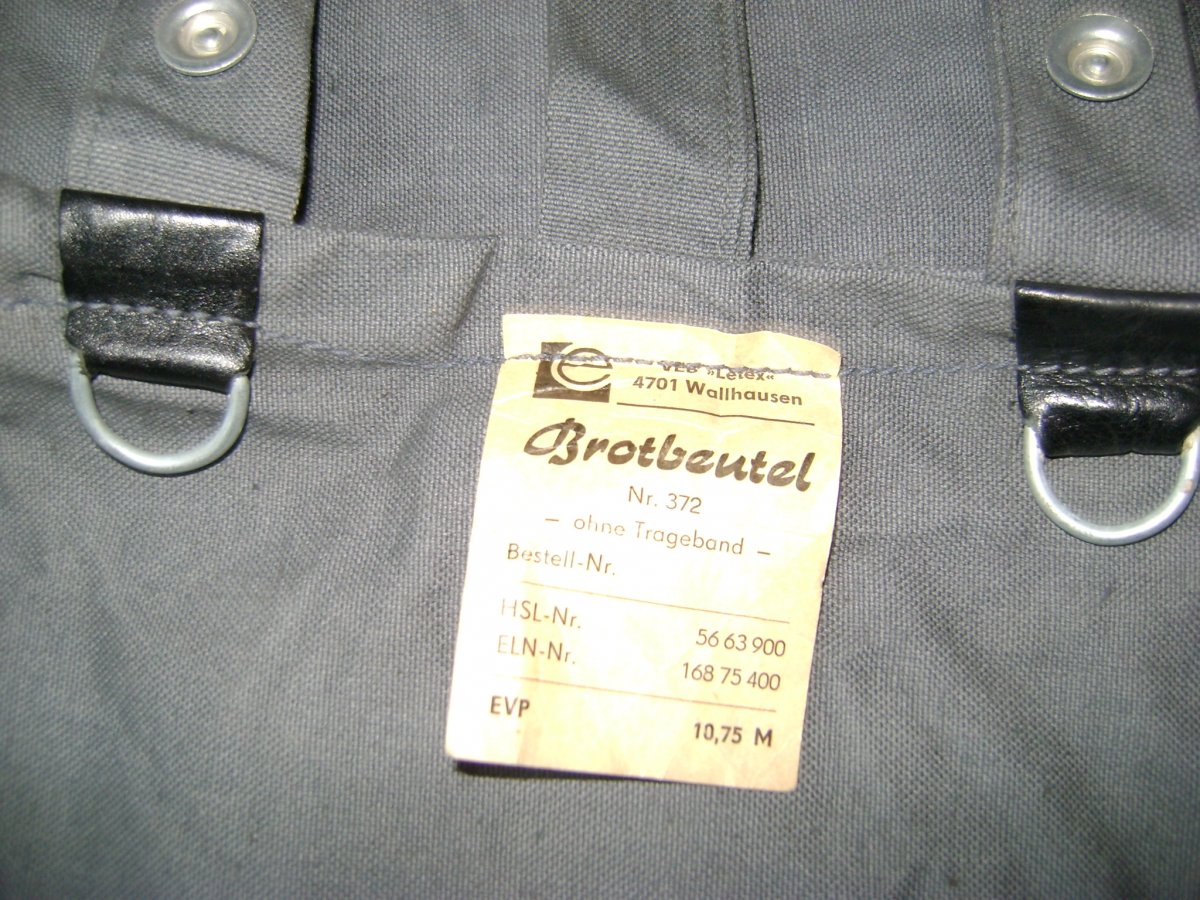 e
VEB »Letex«
4701 Wallhausen
Brotbeutel
Nr. 372
– ohne Trageband –
Bestell-Nr.
HSL-Nr. 56 63 900
ELN-Nr. 168 75 400
EVP 10,75 M